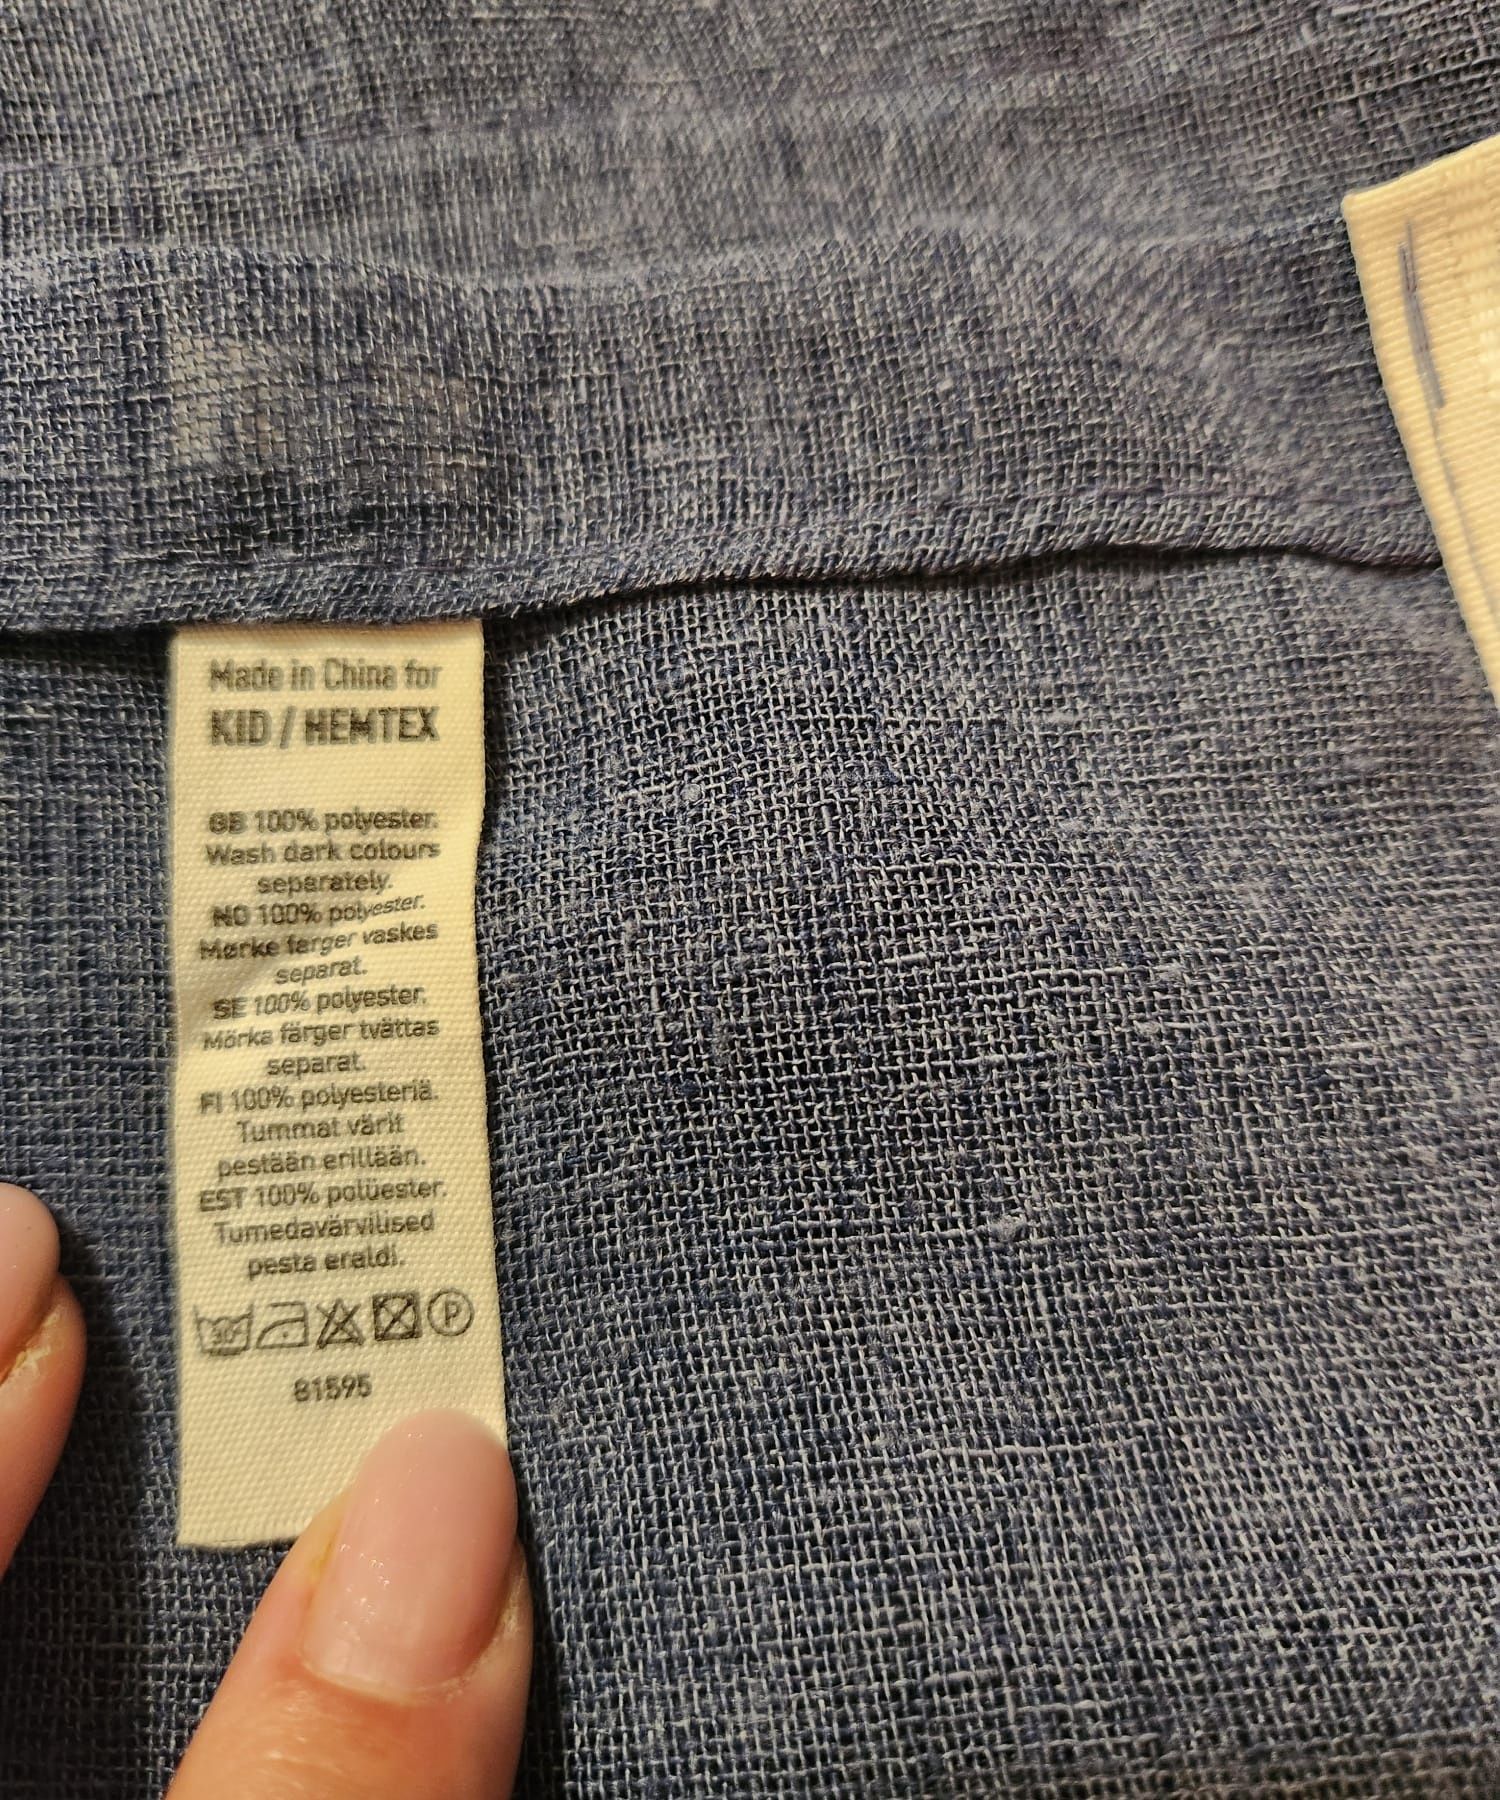 Made in China for
KID / HEMTEX
GB 100% polyester.
Wash dark colours
separately.
NO 100% polyester.
Mørke farger vaskes
separat.
SE 100% polyester.
Mörka färger tvättas
separat.
FI 100% polyesteriä.
Tummat värit
pestään erillään.
EST 100% polüester.
Tumedavärvilised
pesta eraldi.
30° P
81595